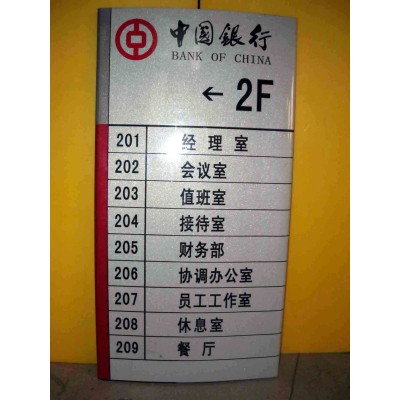 中国银行
BANK OF CHINA
← 2F
201 经理室
202 会议室
203 值班室
204 接待室
205 财务部
206 协调办公室
207 员工工作室
208 休息室
209 餐厅